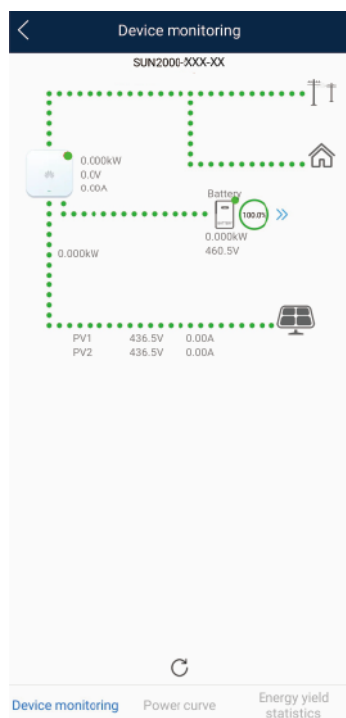 Device monitoring
SUN2000-XXX-XX
0.000kW
0.0V
0.00A
Battery
BATTERY
100.0%
0.000kW
460.5V
0.000kW
PV1 436.5V 0.00A
PV2 436.5V 0.00A
Device monitoring Power curve Energy yield statistics